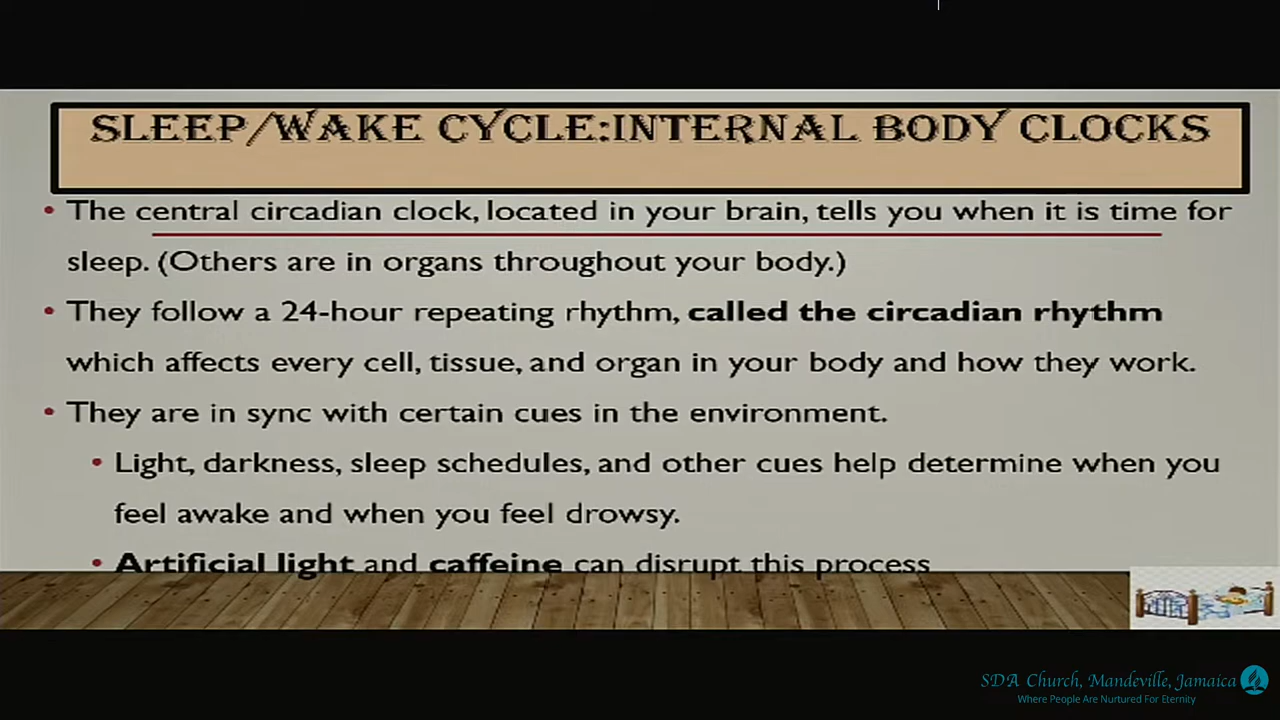 SLEEP/WAKE CYCLE:INTERNAL BODY CLOCKS
• The central circadian clock, located in your brain, tells you when it is time for
sleep. (Others are in organs throughout your body.)
• They follow a 24-hour repeating rhythm, called the circadian rhythm
which affects every cell, tissue, and organ in your body and how they work.
• They are in sync with certain cues in the environment.
• Light, darkness, sleep schedules, and other cues help determine when you
feel awake and when you feel drowsy.
• Artificial light and caffeine can disrupt this process
SDA Church, Mandeville, Jamaica
Where People Are Nurtured For Eternity